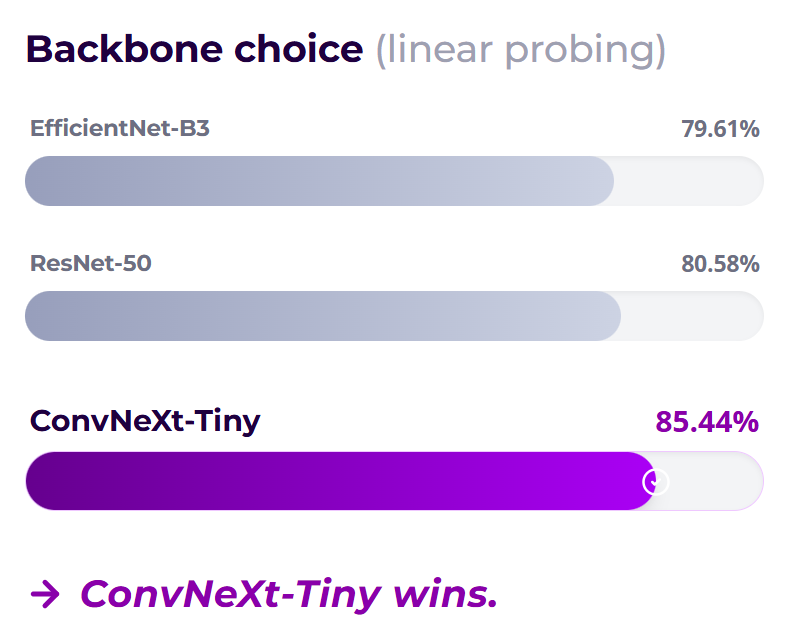 Backbone choice (linear probing)
EfficientNet-B3 79.61%
ResNet-50 80.58%
ConvNeXt-Tiny 85.44%
→ ConvNeXt-Tiny wins.